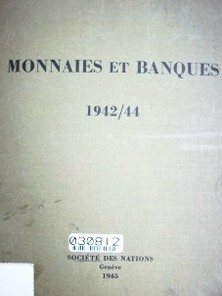 MONNAIES ET BANQUES
1942/44
030812
SOCIÉTÉ DES NATIONS
Genève
1945